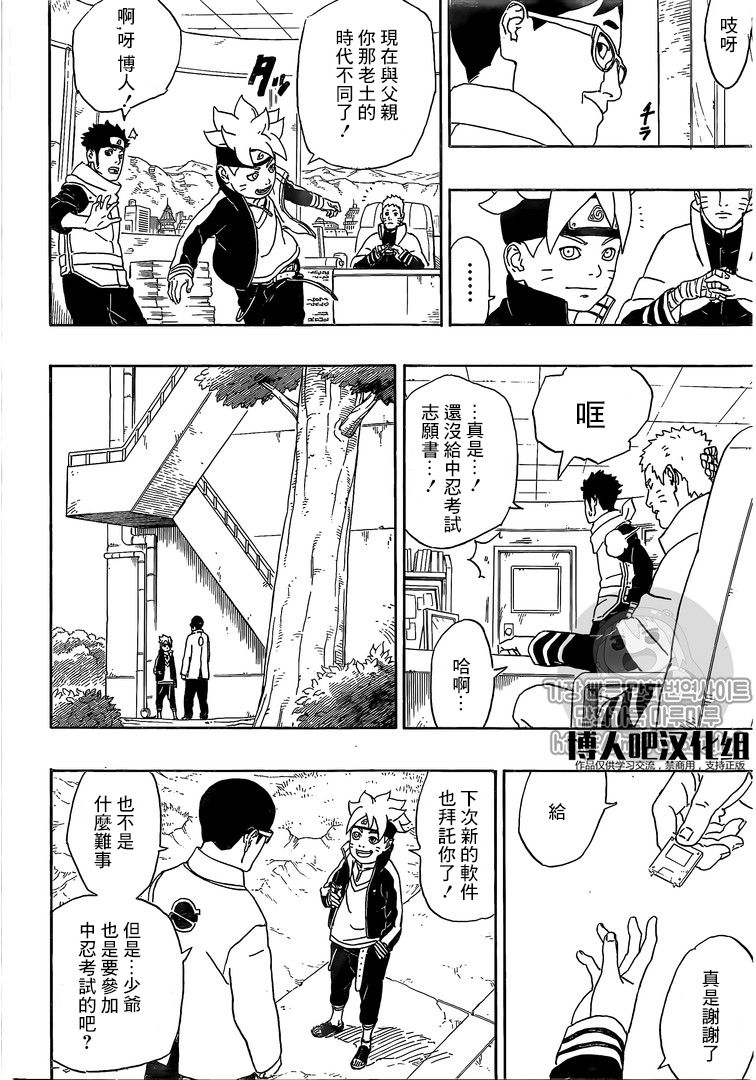 吱呀
チラ
……
現在與父親
你那老土的
時代不同了！
タッ
啊,呀博人！
哐
…真是…！
還沒給中忍考試
志願書…！
哈啊…
博人吧汉化组
作品仅供学习交流，禁商用，支持正版
給
真是謝謝了
下次新的軟件
也拜託你了！
也不是
什麼難事
但是…少爺
也是要參加
中忍考試的吧？